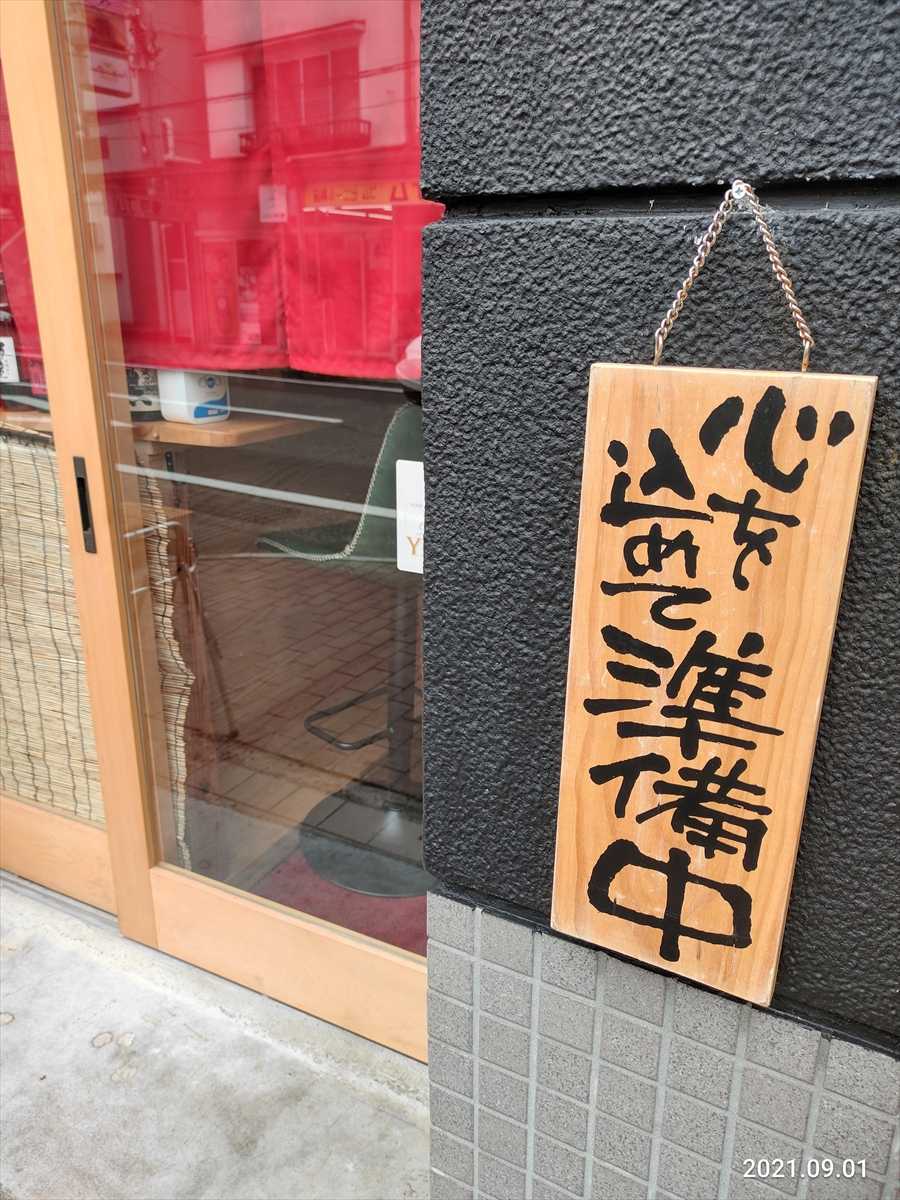 心を
込めて
準備
中
2021.09.01